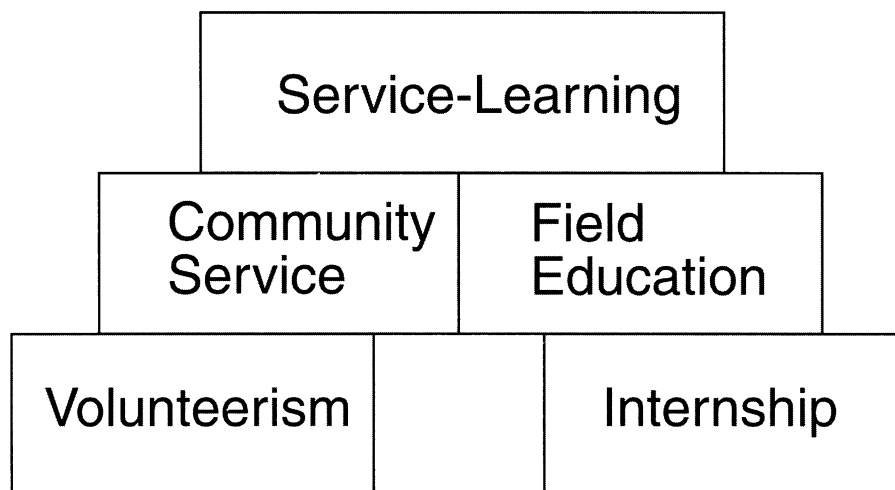 Service-Learning
Community
Service
Field
Education
Volunteerism
Internship